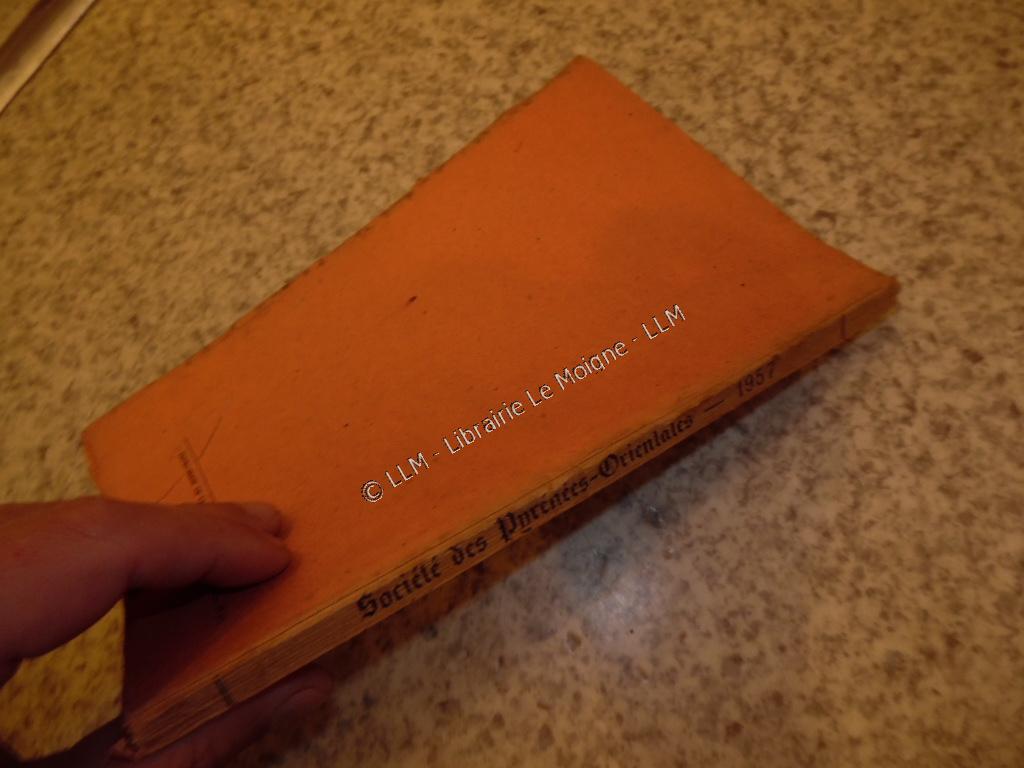 © LLM - Librairie Le Moigne - LLM
Société des Pyrénées-Orientales — 1957